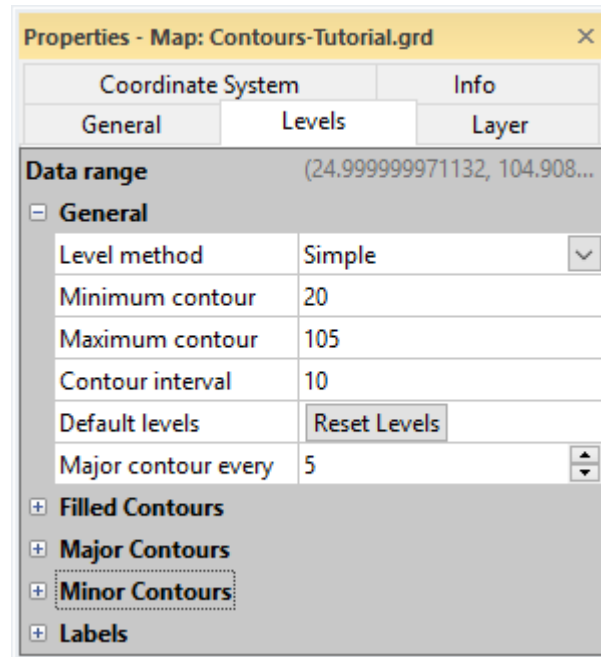 Properties - Map: Contours-Tutorial.grd
Coordinate System Info
General Levels Layer
Data range (24.999999971132, 104.908...
General
Level method Simple
Minimum contour 20
Maximum contour 105
Contour interval 10
Default levels Reset Levels
Major contour every 5
Filled Contours
Major Contours
Minor Contours
Labels